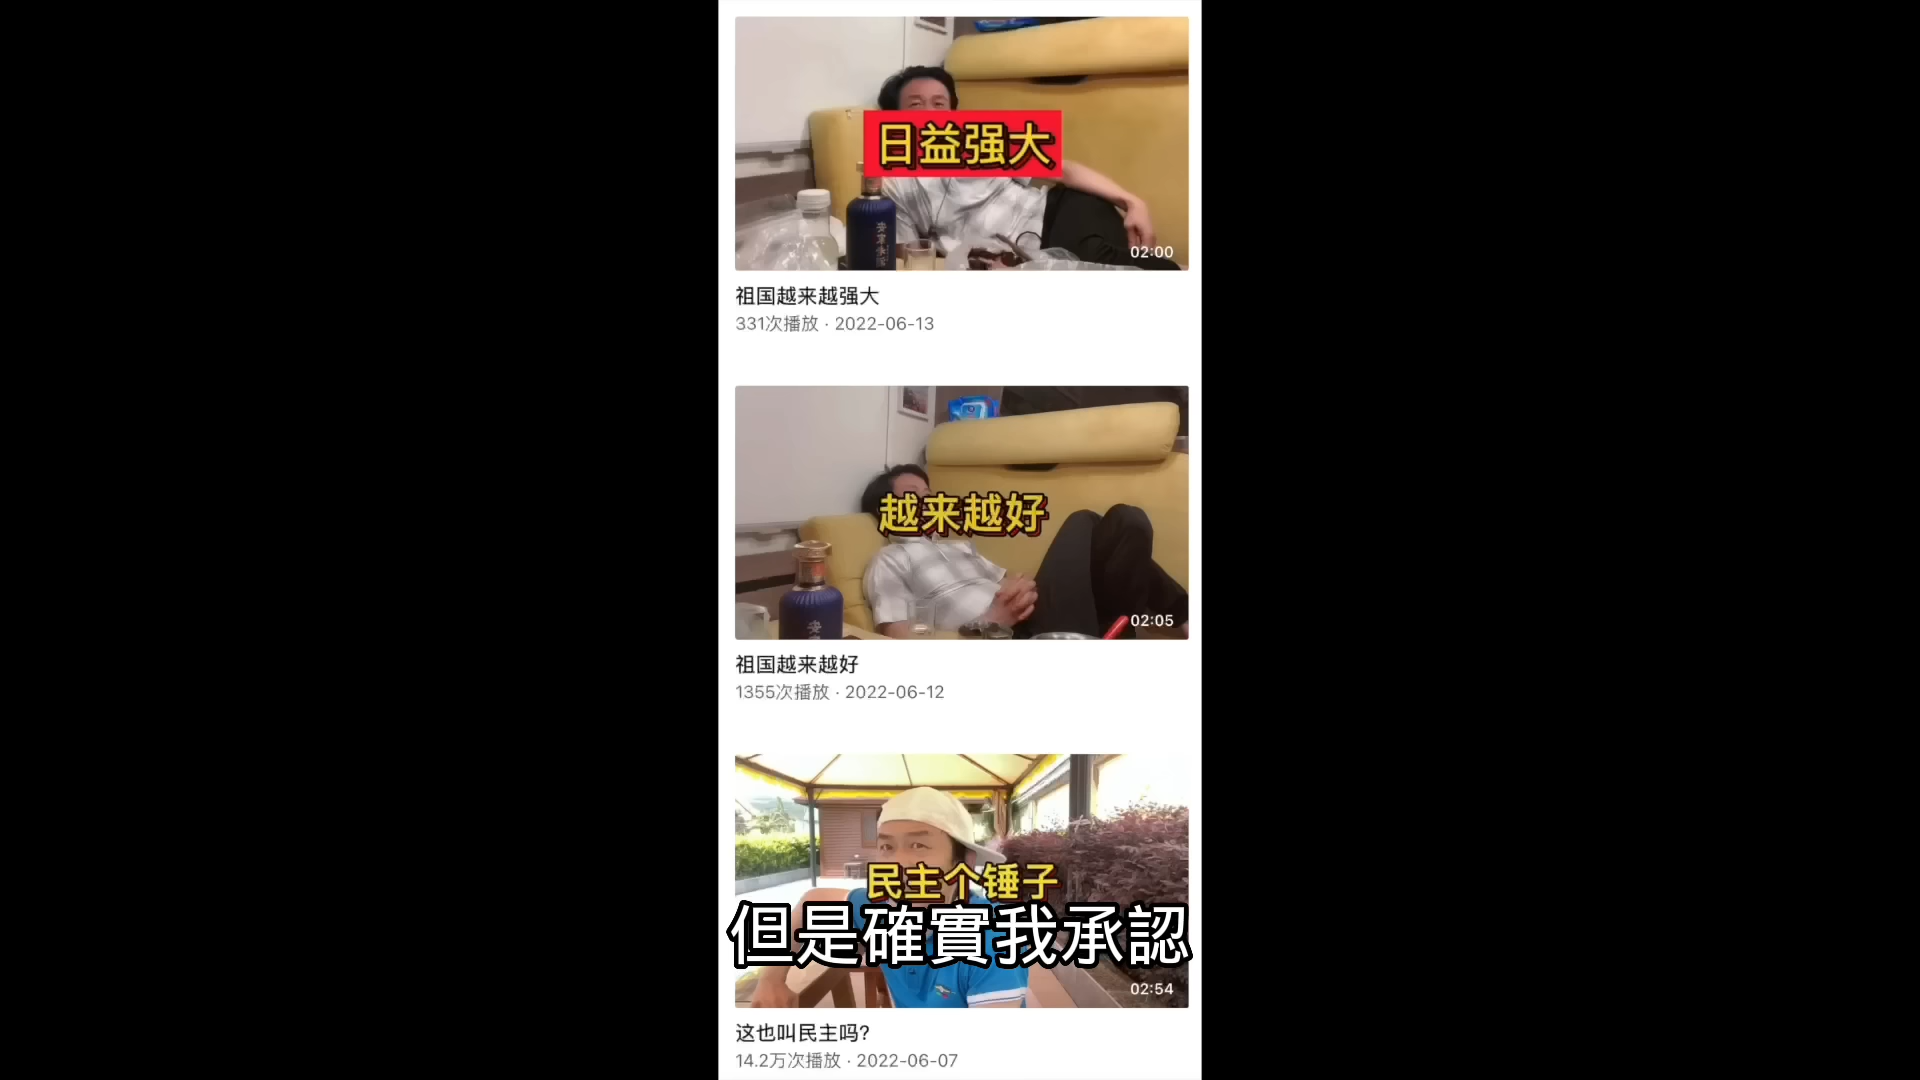 日益强大
02:00
祖国越来越强大
331次播放 · 2022-06-13
越来越好
02:05
祖国越来越好
1355次播放 · 2022-06-12
民主个锤子
但是確實我承認
02:54
这也叫民主吗?
14.2万次播放 · 2022-06-07